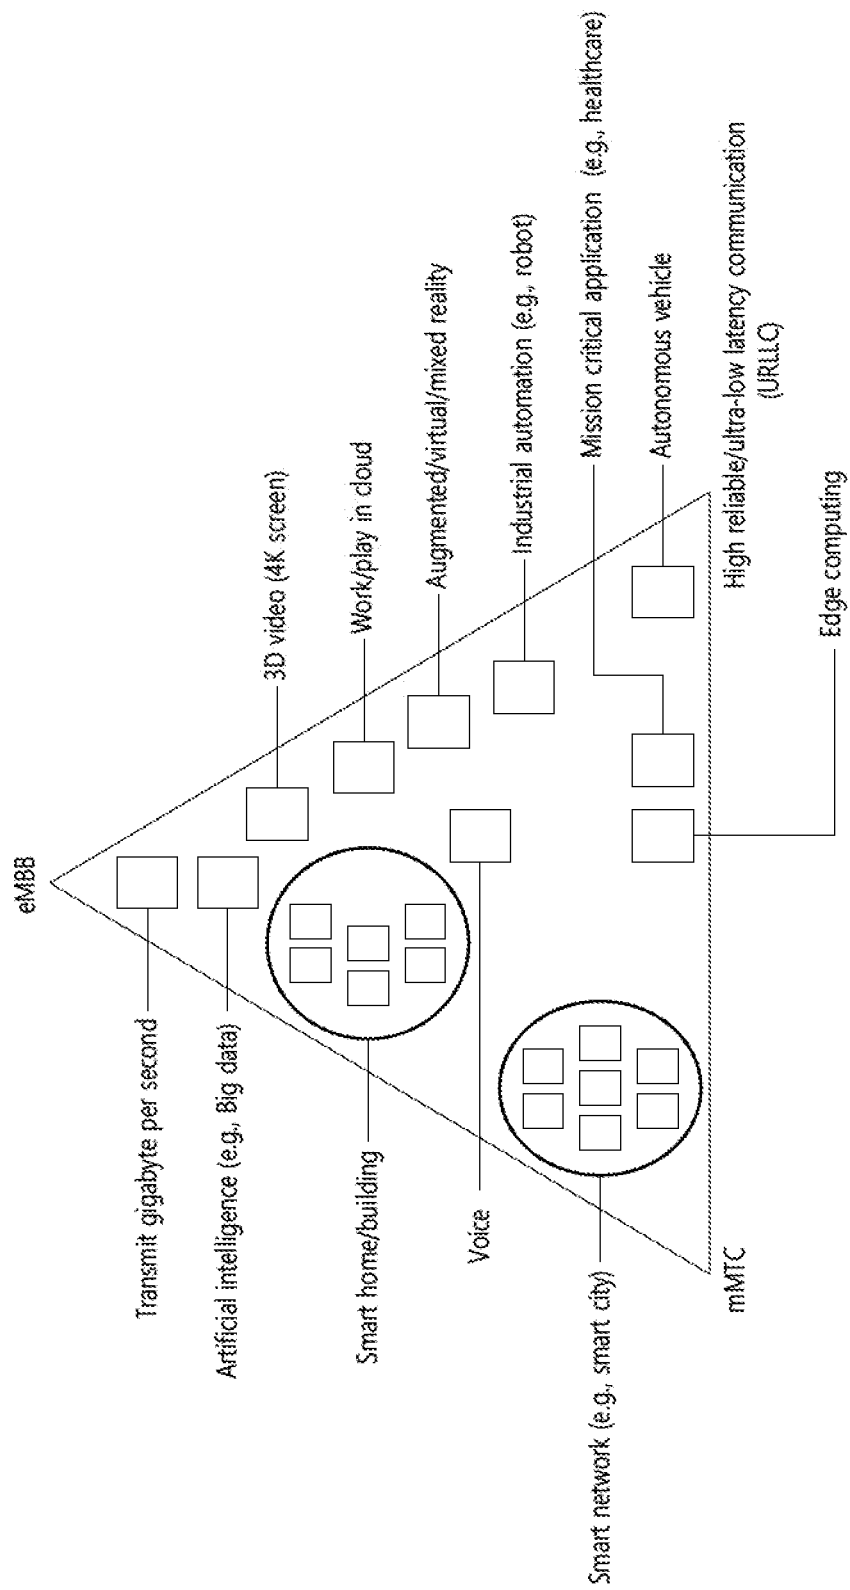 eMBB
Transmit gigabyte per second
Artificial intelligence (e.g., Big data)
3D video (4K screen)
Smart home/building
Work/play in cloud
Augmented/virtual/mixed reality
Voice
Industrial automation (e.g., robot)
Smart network (e.g., smart city)
Mission critical application (e.g., healthcare)
Autonomous vehicle
mMTC
High reliable/ultra-low latency communication
(URLLC)
Edge computing